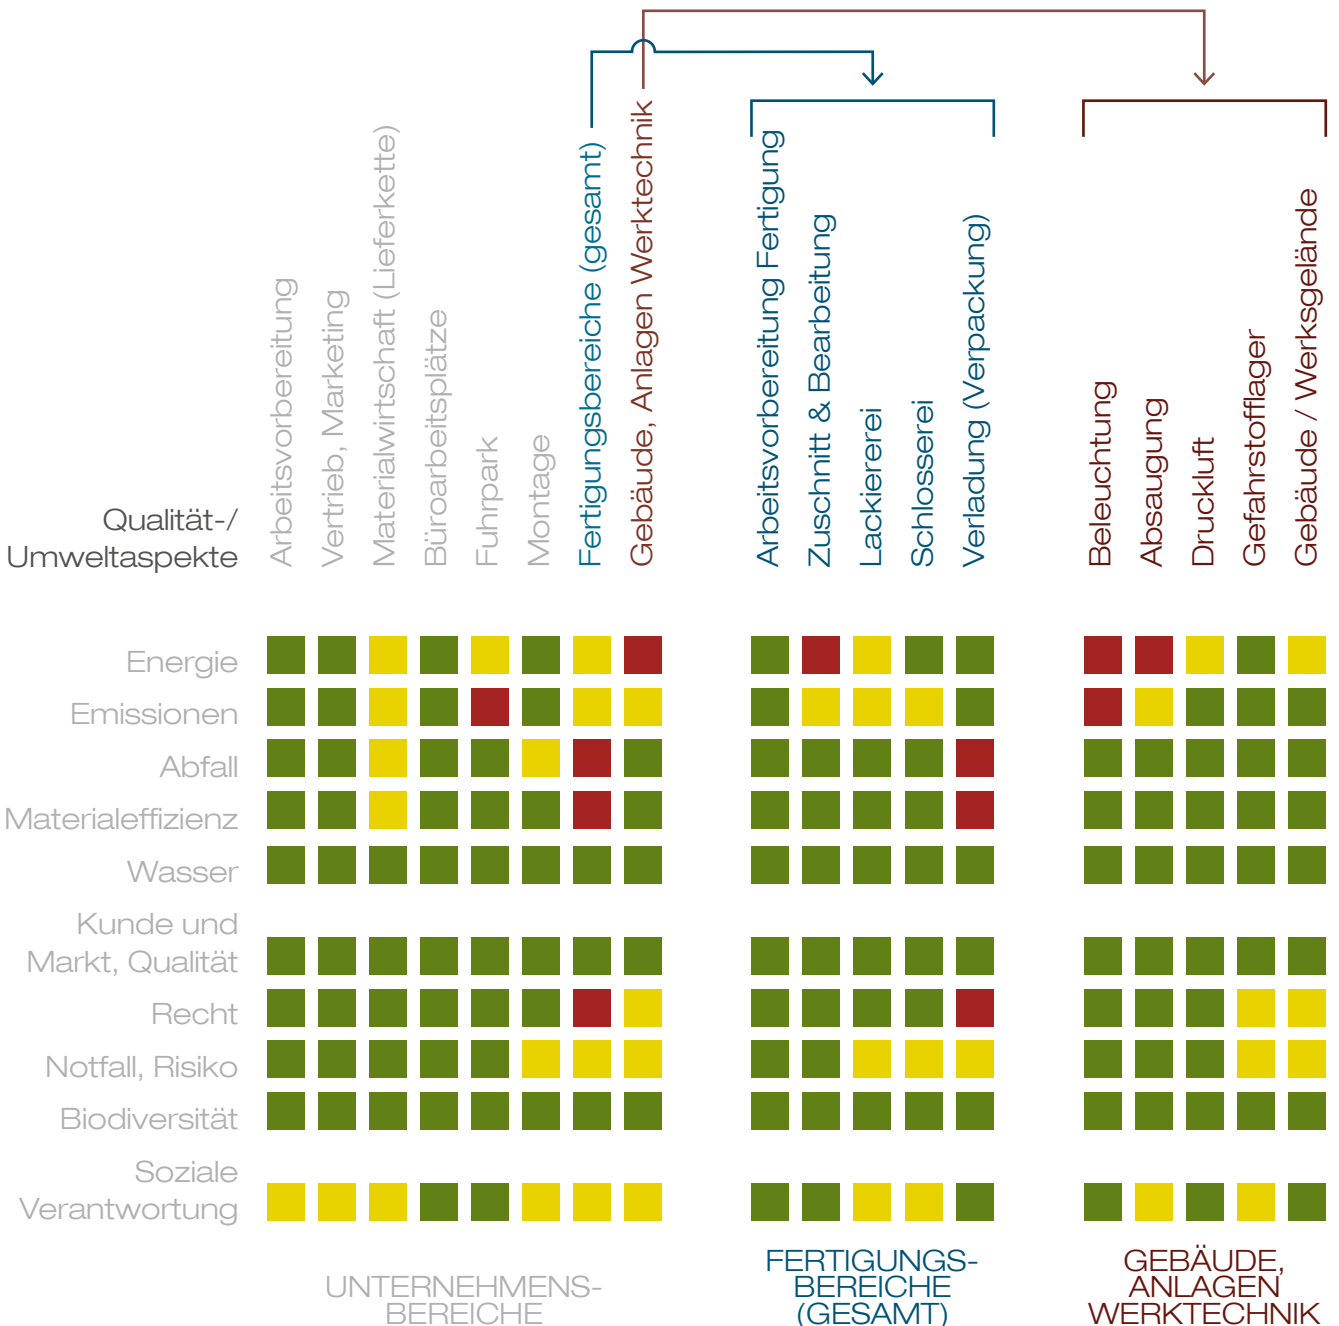 Qualität-/
Umweltaspekte
Arbeitsvorbereitung
Vertrieb, Marketing
Materialwirtschaft (Lieferkette)
Büroarbeitsplätze
Fuhrpark
Montage
Fertigungsbereiche (gesamt)
Gebäude, Anlagen Werktechnik
Arbeitsvorbereitung Fertigung
Zuschnitt & Bearbeitung
Lackiererei
Schlosserei
Verladung (Verpackung)
Beleuchtung
Absaugung
Druckluft
Gefahrstofflager
Gebäude / Werksgelände
Energie
Emissionen
Abfall
Materialeffizienz
Wasser
Kunde und
Markt, Qualität
Recht
Notfall, Risiko
Biodiversität
Soziale
Verantwortung
UNTERNEHMENS-
BEREICHE
FERTIGUNGS-
BEREICHE
(GESAMT)
GEBÄUDE,
ANLAGEN
WERKTECHNIK